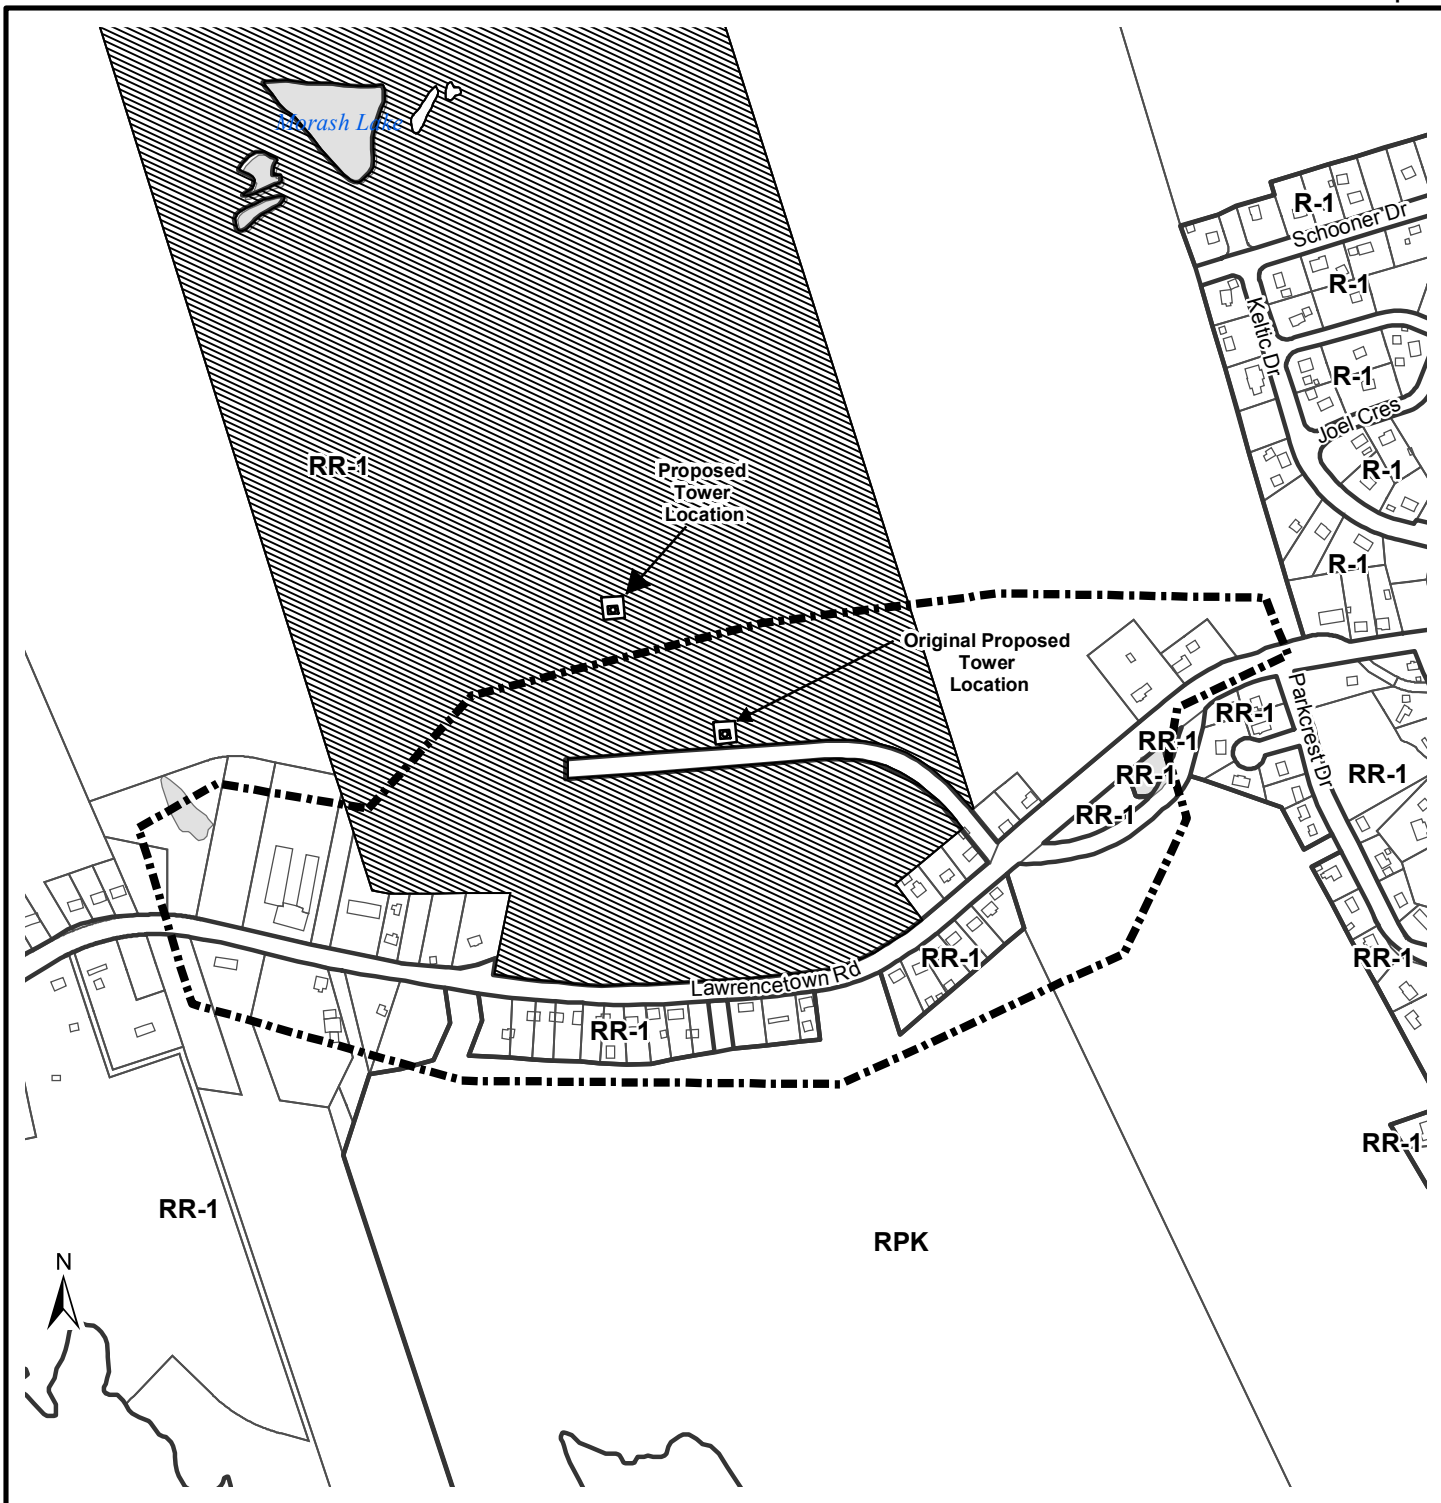 Morash Lake
R-1
Schooner Dr
R-1
Keltic Dr
R-1
Joel Cres
R-1
RR-1
Proposed
Tower
Location
R-1
Original Proposed
Tower
Location
Parkcrest Dr
RR-1
RR-1
RR-1
RR-1
RR-1
RR-1
RR-1
Lawrencetown Rd
RR-1
RR-1
RR-1
RR-1
RPK
N